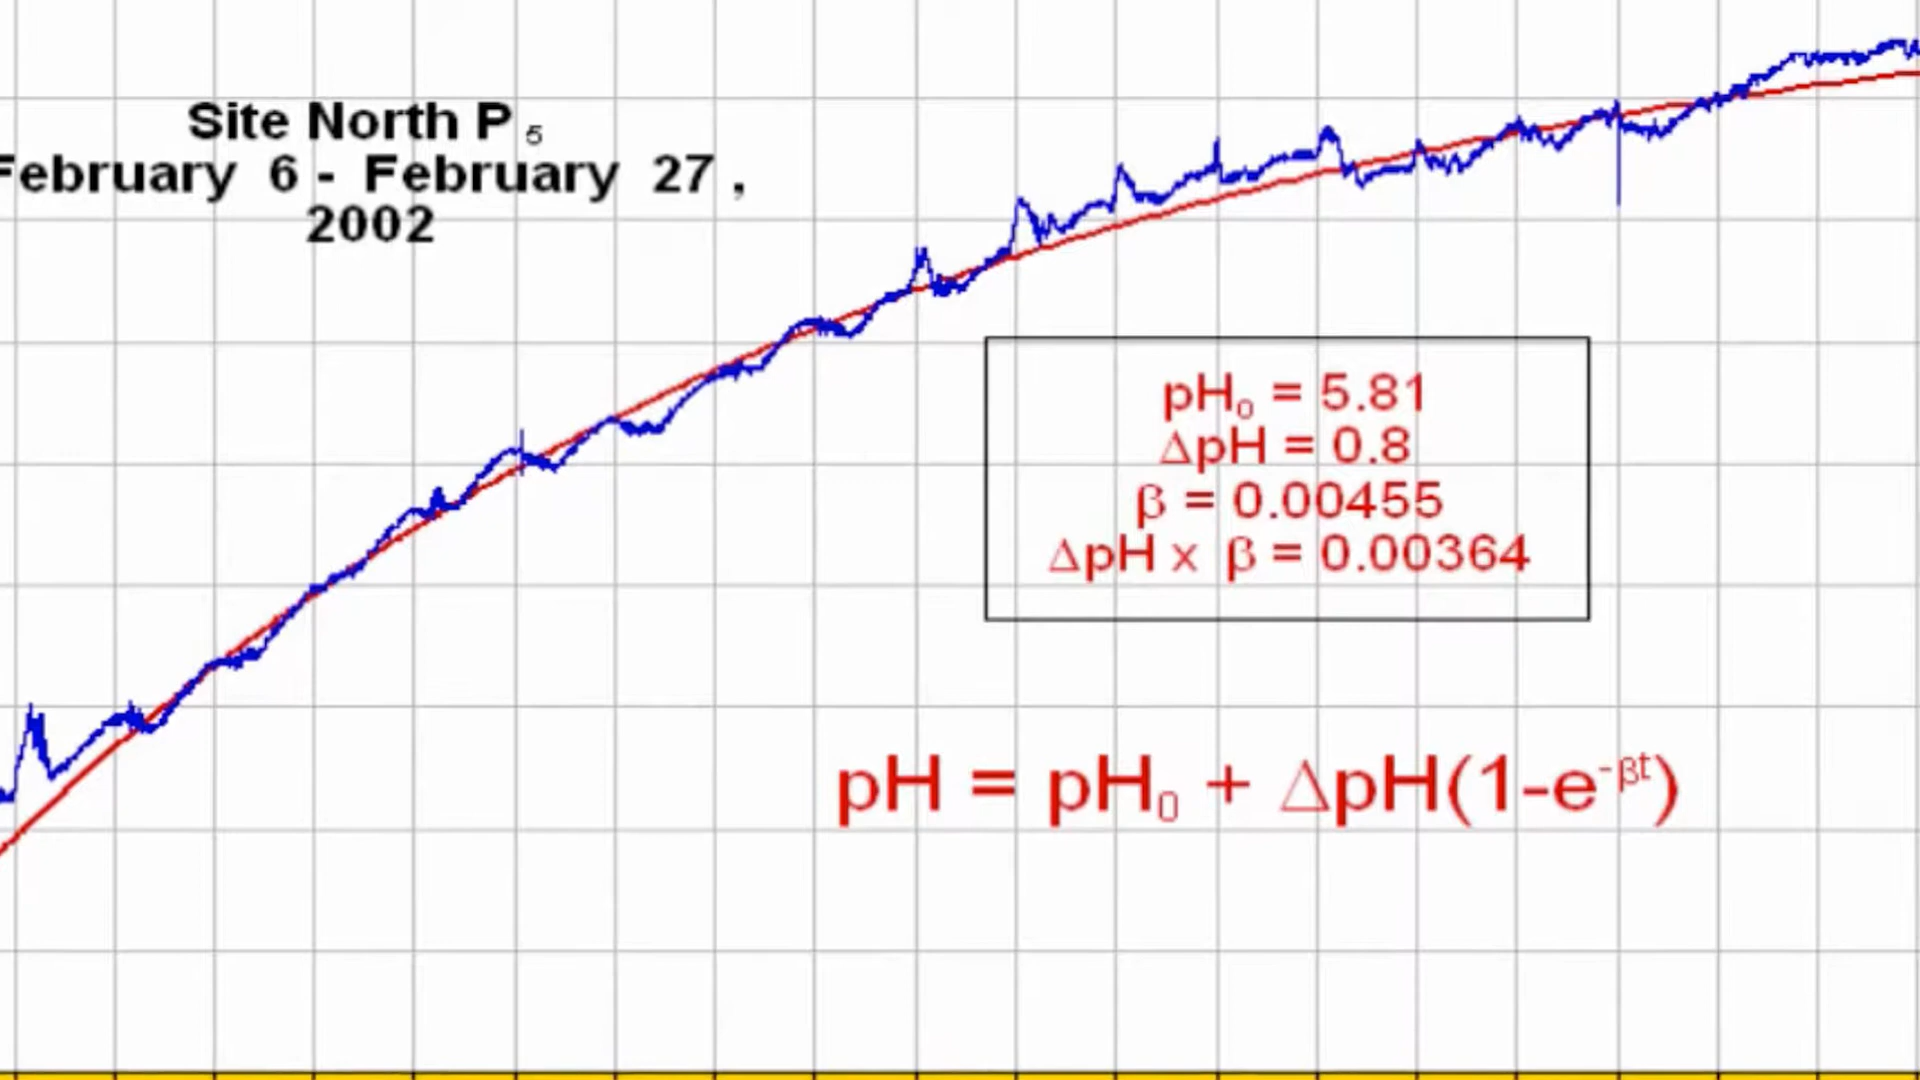 Site North P₅
February 6 - February 27 ,
2002
pH₀ = 5.81
ΔpH = 0.8
β = 0.00455
ΔpH x β = 0.00364
pH = pH₀ + ΔpH(1-e^-βt)